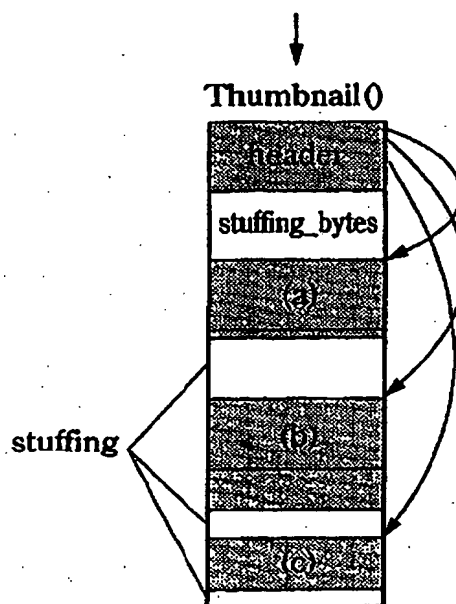 Thumbnail()
header
stuffing_bytes
(a)
(b)
stuffing
(c)